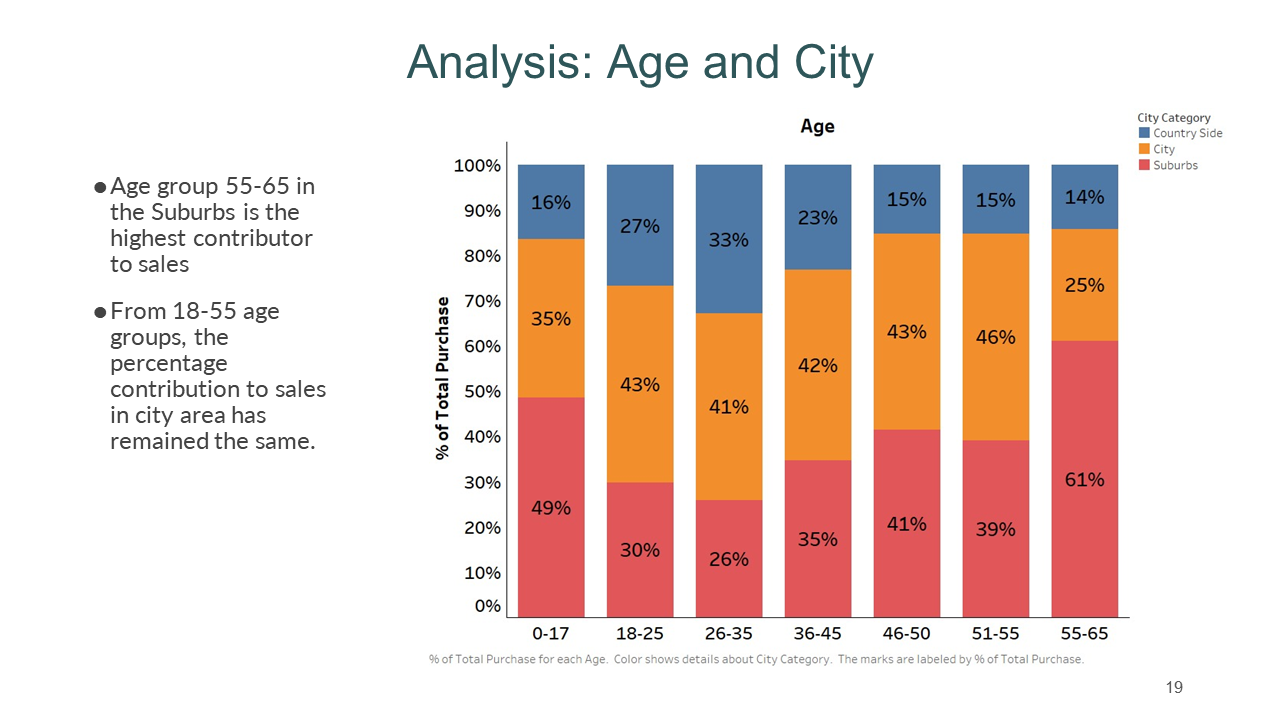 Analysis: Age and City
●Age group 55-65 in
the Suburbs is the
highest contributor
to sales
●From 18-55 age
groups, the
percentage
contribution to sales
in city area has
remained the same.
Age
City Category
Country Side
City
Suburbs
% of Total Purchase
100%
90%
80%
70%
60%
50%
40%
30%
20%
10%
0%
16%
35%
49%
27%
43%
30%
33%
41%
26%
23%
42%
35%
15%
43%
41%
15%
46%
39%
14%
25%
61%
0-17 18-25 26-35 36-45 46-50 51-55 55-65
% of Total Purchase for each Age. Color shows details about City Category. The marks are labeled by % of Total Purchase.
19